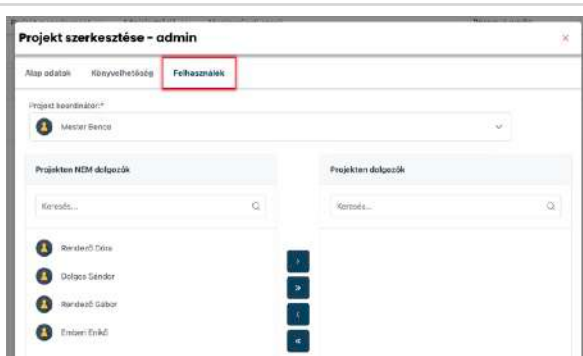 Projekt szerkesztése - admin
Alap adatok Könyvelhetőség Felhasználók
Projekt koordinátor:*
Mester Bence
Projekten NEM dolgozók
Projekten dolgozók
Keresés...
Keresés...
Rendező Dóra
Dolgos Sándor
Rendező Gábor
Emberi Enikő